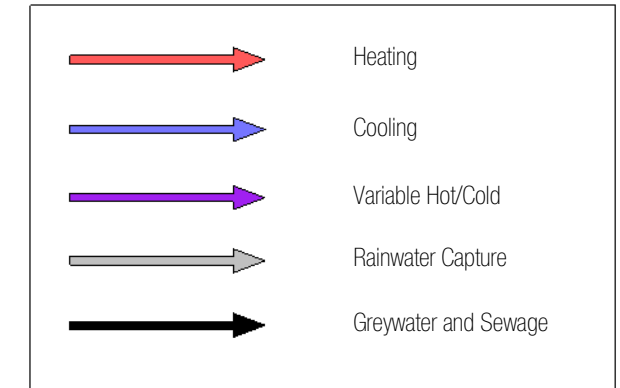 Heating
Cooling
Variable Hot/Cold
Rainwater Capture
Greywater and Sewage